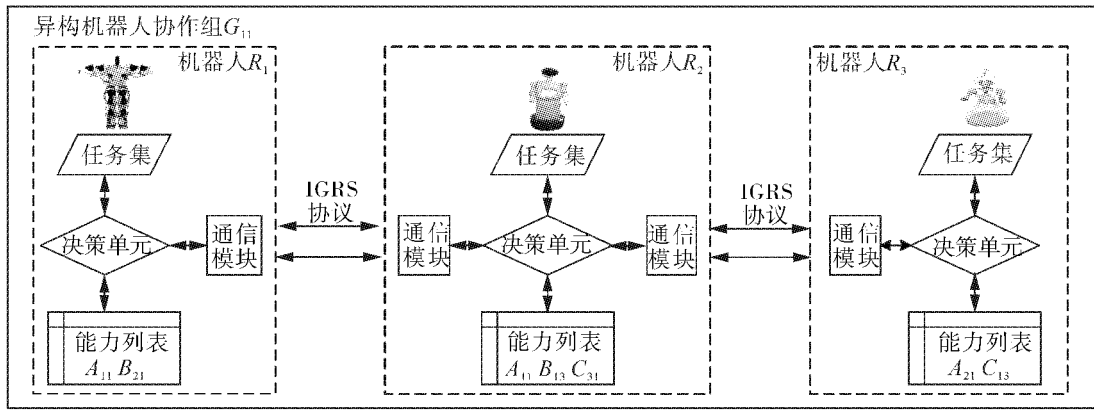 异构机器人协作组G₁₁
机器人R₁
任务集
决策单元
通信
模块
能力列表
A₁₁ B₂₁
IGRS
协议
机器人R₂
任务集
通信
模块
决策单元
通信
模块
能力列表
A₁₁ B₁₃ C₃₁
IGRS
协议
机器人R₃
任务集
通信
模块
决策单元
能力列表
A₂₁ C₁₃